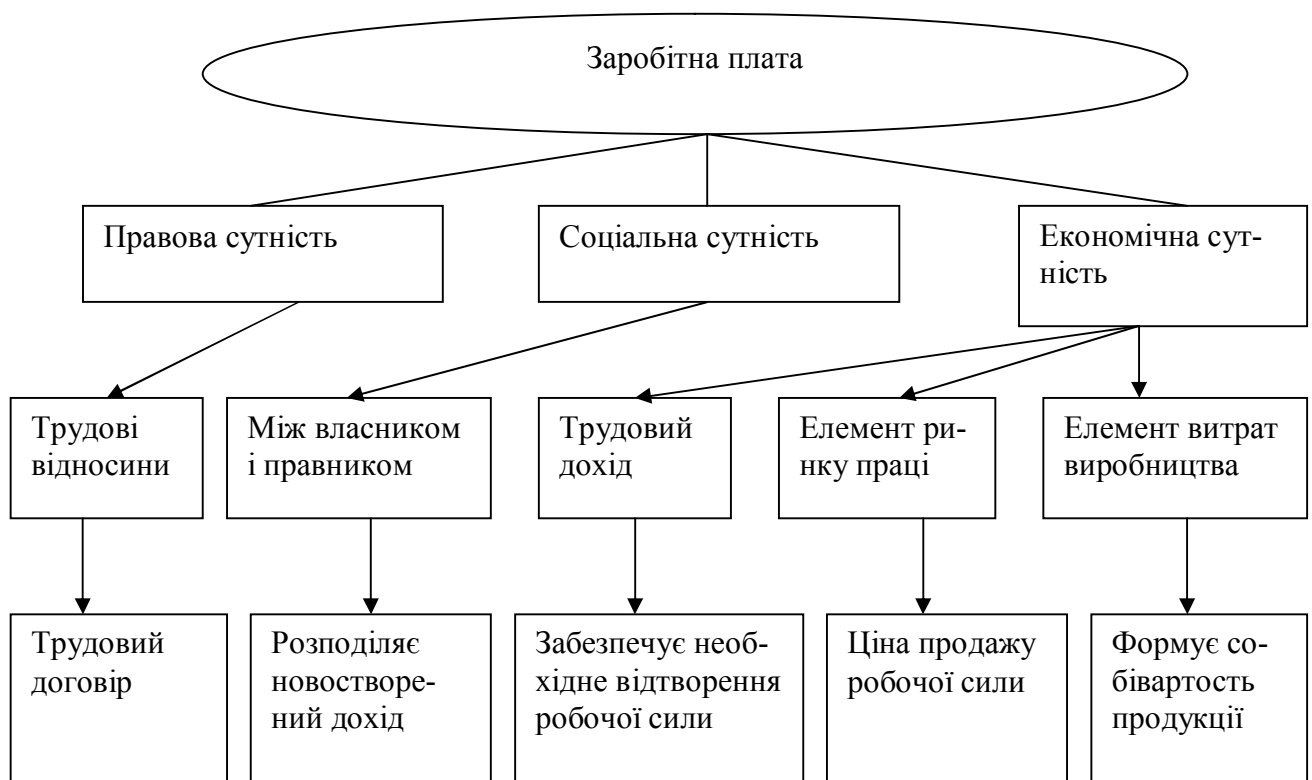 Заробітна плата
Правова сутність
Соціальна сутність
Економічна сут-
ність
Трудові
відносини
Між власником
і правником
Трудовий
дохід
Елемент ри-
нку праці
Елемент витрат
виробництва
Трудовий
договір
Розподіляє
новостворе-
ний дохід
Забезпечує необ-
хідне відтворення
робочої сили
Ціна продажу
робочої сили
Формує со-
бівартость
продукції